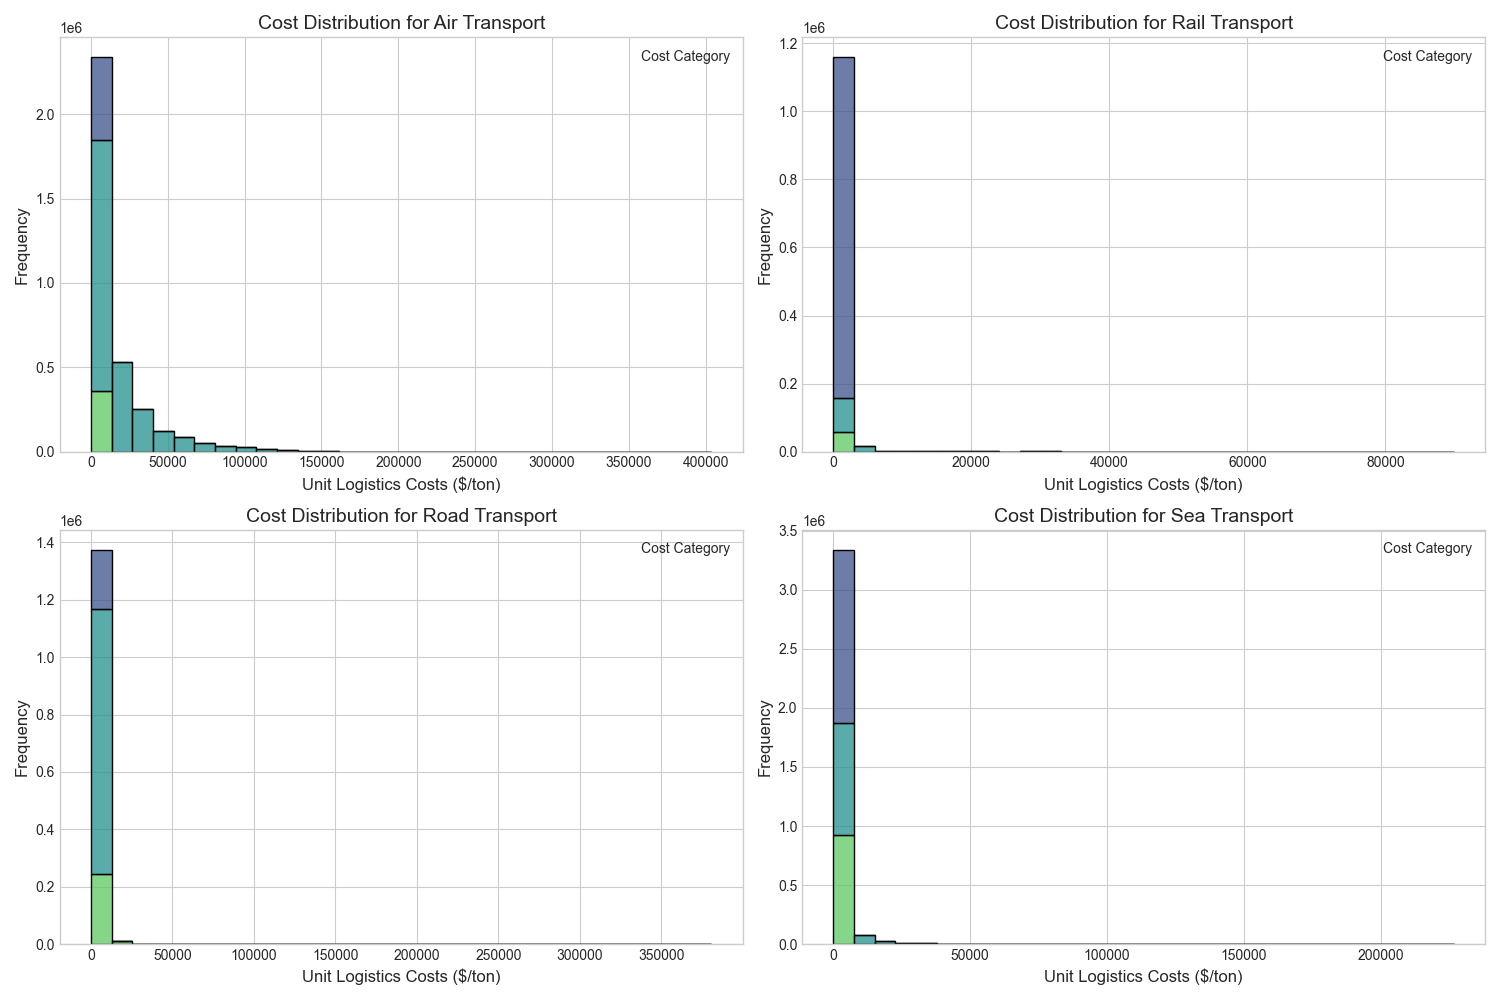 Cost Distribution for Air Transport
1e6
Cost Category
2.0
1.5
1.0
0.5
0.0
Frequency
0 50000 100000 150000 200000 250000 300000 350000 400000
Unit Logistics Costs ($/ton)
Cost Distribution for Rail Transport
1e6
Cost Category
1.2
1.0
0.8
0.6
0.4
0.2
0.0
Frequency
0 20000 40000 60000 80000
Unit Logistics Costs ($/ton)
Cost Distribution for Road Transport
1e6
Cost Category
1.4
1.2
1.0
0.8
0.6
0.4
0.2
0.0
Frequency
0 50000 100000 150000 200000 250000 300000 350000
Unit Logistics Costs ($/ton)
Cost Distribution for Sea Transport
1e6
Cost Category
3.5
3.0
2.5
2.0
1.5
1.0
0.5
0.0
Frequency
0 50000 100000 150000 200000
Unit Logistics Costs ($/ton)